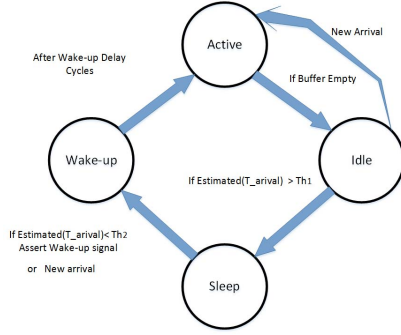 Active
New Arrival
After Wake-up Delay
Cycles
If Buffer Empty
Wake-up
Idle
If Estimated(T_arival) > Th1
If Estimated(T_arival)< Th2
Assert Wake-up signal
or New arrival
Sleep